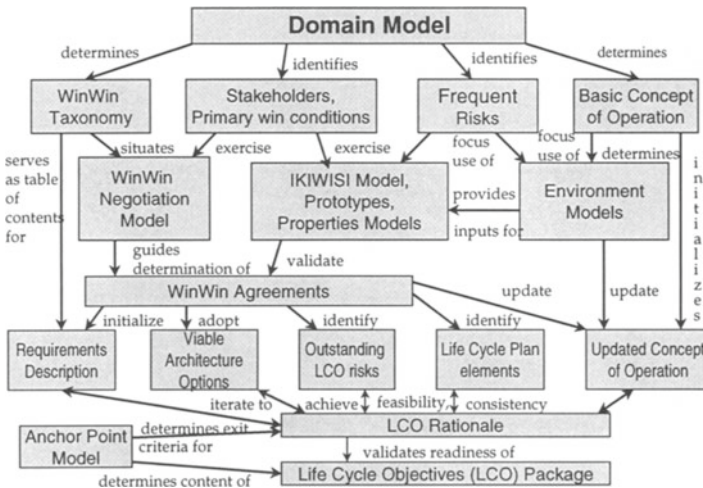 Domain Model
determines
identifies
identifies
determines
WinWin
Taxonomy
Stakeholders,
Primary win conditions
Frequent
Risks
Basic Concept
of Operation
serves
as table
of
contents
for
situates
exercise
exercise
focus
use of
focus
use of
determines
initializes
WinWin
Negotiation
Model
IKIWISI Model,
Prototypes,
Properties Models
provides
inputs for
Environment
Models
guides
determination of
validate
WinWin Agreements
update
update
initialize
adopt
identify
identify
Requirements
Description
Viable
Architecture
Options
Outstanding
LCO risks
Life Cycle Plan
elements
Updated Concept
of Operation
iterate to
achieve
feasibility,
consistency
LCO Rationale
Anchor Point
Model
determines exit
criteria for
validates readiness of
determines content of
Life Cycle Objectives (LCO) Package